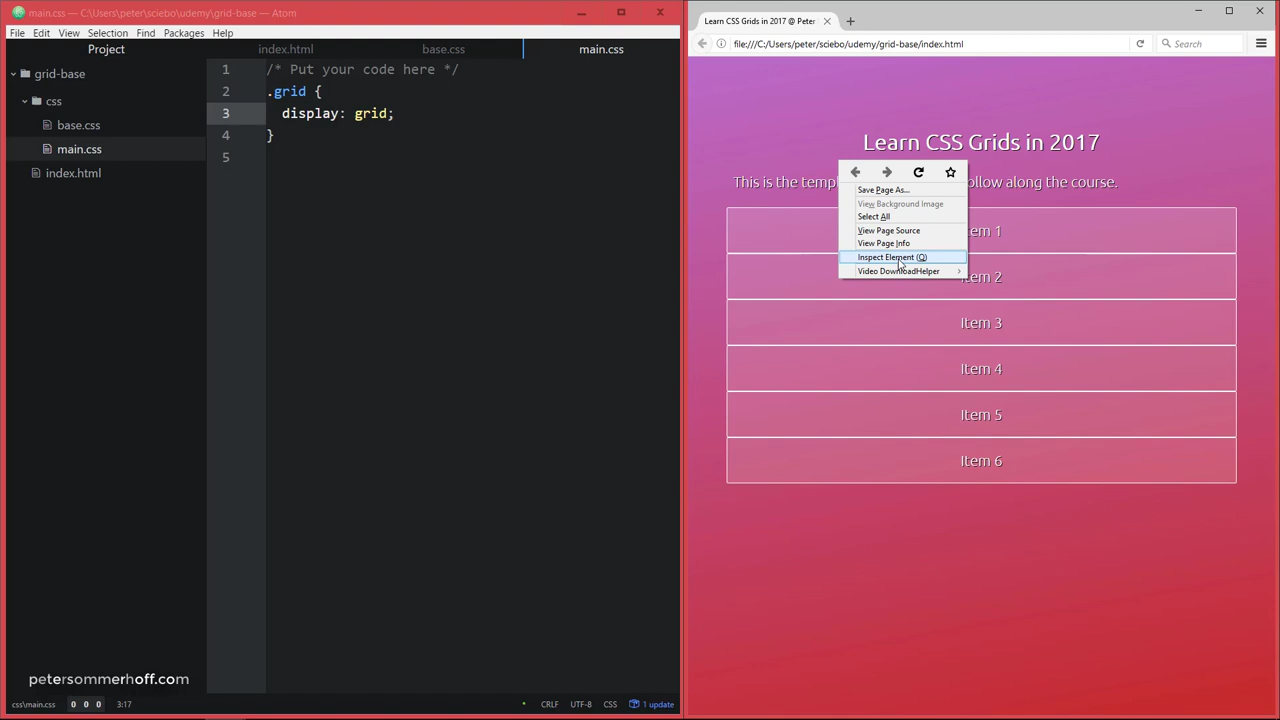 main.css — C:\Users\peter\sciebo\udemy\grid-base — Atom
File Edit View Selection Find Packages Help
Project
grid-base
css
base.css
main.css
index.html
index.html base.css main.css
1 /* Put your code here */
2 .grid {
3 display: grid;
4 }
5
petersommerhoff.com
css\main.css 0 0 0 3:17 CRLF UTF-8 CSS 1 update
Learn CSS Grids in 2017 @ Peter
file:///C:/Users/peter/sciebo/udemy/grid-base/index.html Search
Learn CSS Grids in 2017
This is the templ ollow along the course.
Save Page As...
View Background Image
Select All
View Page Source
View Page Info
Inspect Element (Q)
Video DownloadHelper
tem 1
tem 2
Item 3
Item 4
Item 5
Item 6